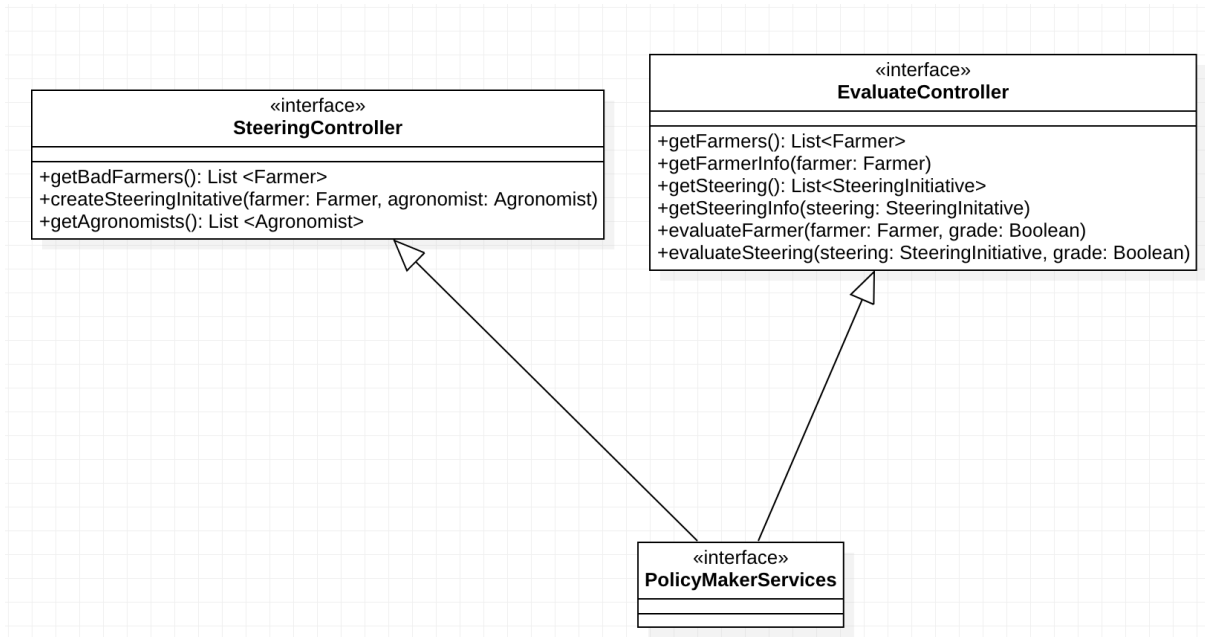 «interface»
SteeringController
+getBadFarmers(): List <Farmer>
+createSteeringInitative(farmer: Farmer, agronomist: Agronomist)
+getAgronomists(): List <Agronomist>
«interface»
EvaluateController
+getFarmers(): List<Farmer>
+getFarmerInfo(farmer: Farmer)
+getSteering(): List<SteeringInitiative>
+getSteeringInfo(steering: SteeringInitative)
+evaluateFarmer(farmer: Farmer, grade: Boolean)
+evaluateSteering(steering: SteeringInitiative, grade: Boolean)
«interface»
PolicyMakerServices